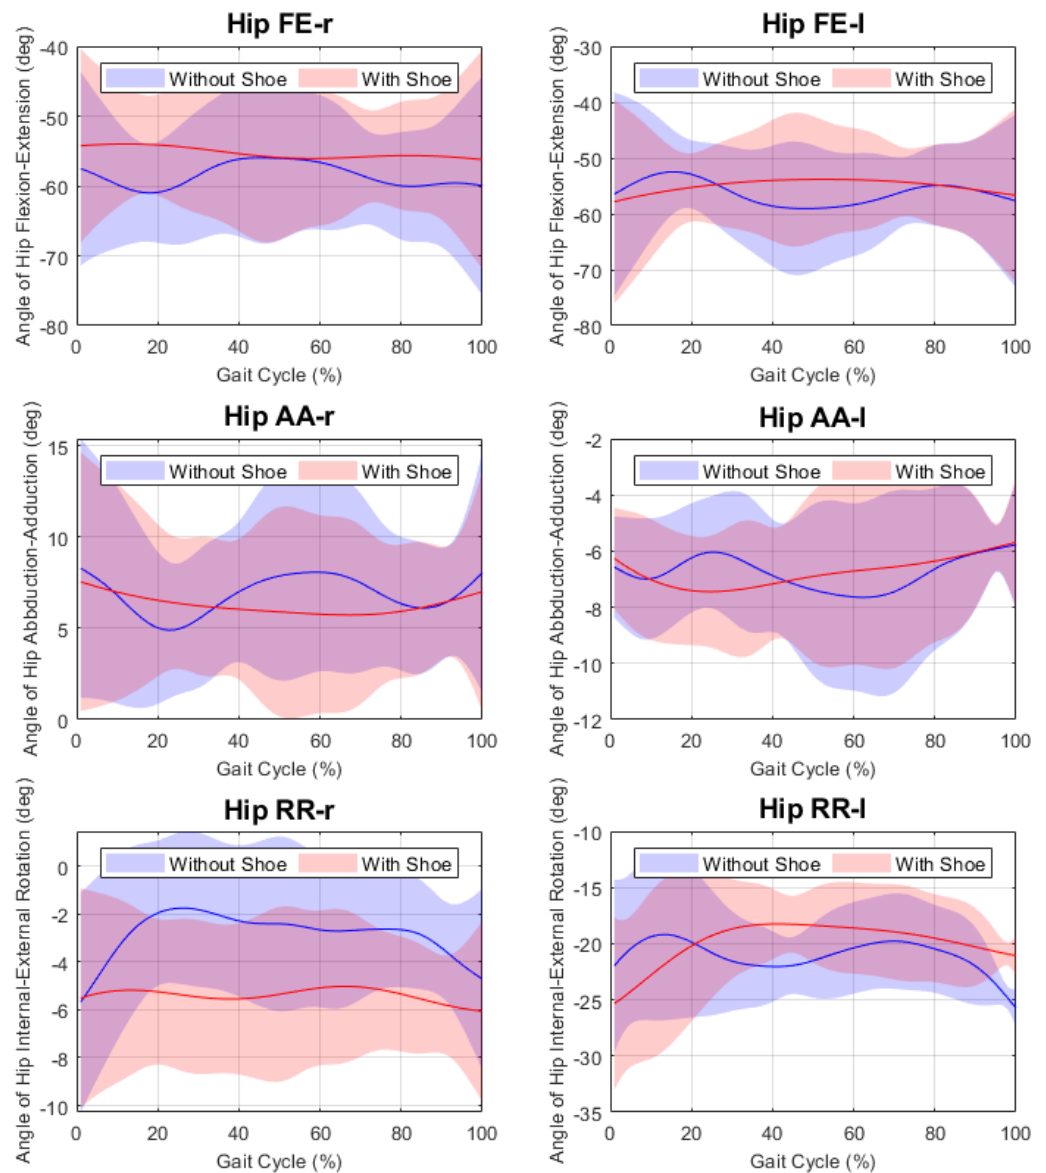 Hip FE-r
Angle of Hip Flexion-Extension (deg)
-40
-50
-60
-70
-80
Without Shoe
With Shoe
0
20
40
60
80
100
Gait Cycle (%)
Hip FE-l
Angle of Hip Flexion-Extension (deg)
-30
-40
-50
-60
-70
-80
Without Shoe
With Shoe
0
20
40
60
80
100
Gait Cycle (%)
Hip AA-r
Angle of Hip Abbduction-Adduction (deg)
15
10
5
0
Without Shoe
With Shoe
0
20
40
60
80
100
Gait Cycle (%)
Hip AA-l
Angle of Hip Abbduction-Adduction (deg)
-2
-4
-6
-8
-10
-12
Without Shoe
With Shoe
0
20
40
60
80
100
Gait Cycle (%)
Hip RR-r
Angle of Hip Internal-External Rotation (deg)
0
-2
-4
-6
-8
-10
Without Shoe
With Shoe
0
20
40
60
80
100
Gait Cycle (%)
Hip RR-l
Angle of Hip Internal-External Rotation (deg)
-10
-15
-20
-25
-30
-35
Without Shoe
With Shoe
0
20
40
60
80
100
Gait Cycle (%)